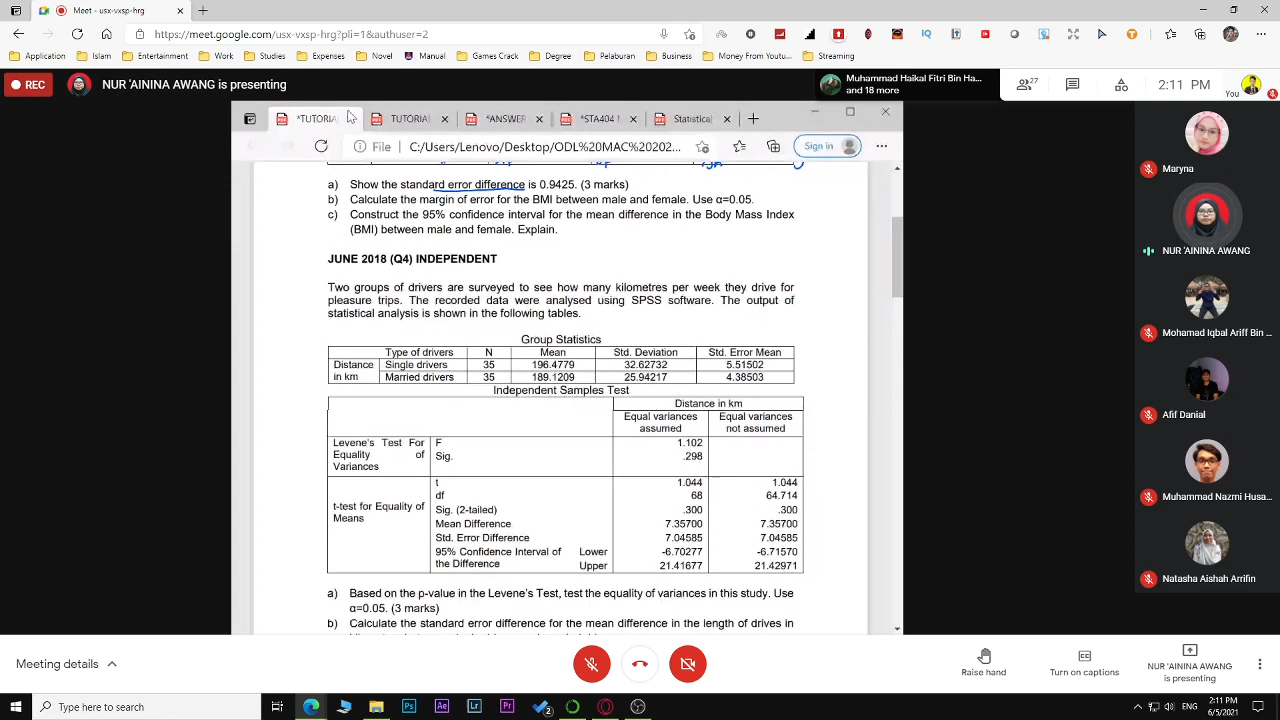 Meet - usx-vxsp-hrg
https://meet.google.com/usx-vxsp-hrg?pli=1&authuser=2
Application
Islam
Entertainment
Work
Studies
Expenses
Novel
Manual
Games Crack
Degree
Pelaburan
Business
Money From Youtu...
Streaming
REC
NUR 'AININA AWANG is presenting
Muhammad Haikal Fitri Bin Ha...
and 18 more
27
2:11 PM
You
*TUTORIA
TUTORIAL
*ANSWER
*STA404
Statistical
File
C:/Users/Lenovo/Desktop/ODL%20MAC%20202...
Sign in
a) Show the standard error difference is 0.9425. (3 marks)
b) Calculate the margin of error for the BMI between male and female. Use α=0.05.
c) Construct the 95% confidence interval for the mean difference in the Body Mass Index
(BMI) between male and female. Explain.
JUNE 2018 (Q4) INDEPENDENT
Two groups of drivers are surveyed to see how many kilometres per week they drive for
pleasure trips. The recorded data were analysed using SPSS software. The output of
statistical analysis is shown in the following tables.
Group Statistics
Type of drivers N Mean Std. Deviation Std. Error Mean
Distance Single drivers 35 196.4779 32.62732 5.51502
in km Married drivers 35 189.1209 25.94217 4.38503
Independent Samples Test
Distance in km
Equal variances Equal variances
assumed not assumed
Levene's Test For F 1.102
Equality of Sig. .298
Variances
t 1.044 1.044
df 68 64.714
t-test for Equality of Sig. (2-tailed) .300 .300
Means Mean Difference 7.35700 7.35700
Std. Error Difference 7.04585 7.04585
95% Confidence Interval of Lower -6.70277 -6.71570
the Difference Upper 21.41677 21.42971
a) Based on the p-value in the Levene's Test, test the equality of variances in this study. Use
α=0.05. (3 marks)
b) Calculate the standard error difference for the mean difference in the length of drives in
Maryna
NUR 'AININA AWANG
Mohamad Iqbal Ariff Bin ...
Afif Danial
Muhammad Nazmi Husa...
Natasha Aishah Arrifin
Meeting details
Raise hand
Turn on captions
NUR 'AININA AWANG
is presenting
Type here to search
Ps
Ae
Lr
Pr
2
ENG
2:11 PM
6/5/2021